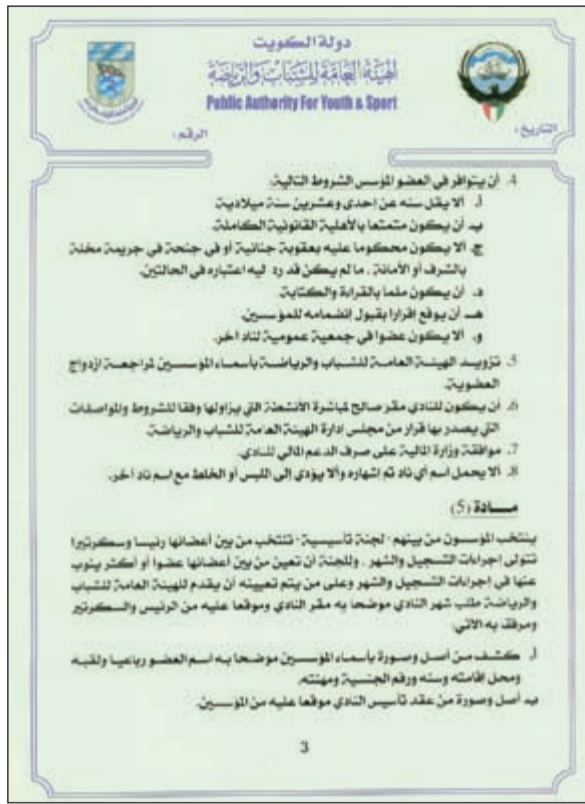 دولة الكويت
الهيئة العامة للشباب والرياضة
Public Authority For Youth & Sport
التاريخ:
الرقم:
4. أن يتوافر في العضو المؤسس الشروط التالية:
أ. ألا يقل سنه عن إحدى وعشرين سنة ميلادية
ب. أن يكون متمتعا بالأهلية القانونية الكاملة.
ج. ألا يكون محكوما عليه بعقوبة جنائية أو في جنحة في جريمة مخلة
بالشرف أو الأمانة، ما لم يكن قد رد إليه اعتباره في الحالتين.
د. أن يكون ملما بالقراءة والكتابة.
هـ. أن يوقع إقرارا بقبول إنضمامه للمؤسسين.
و. ألا يكون عضوا في جمعية عمومية لناد آخر.
5. تزويد الهيئة العامة للشباب والرياضة بأسماء المؤسسين لمراجعة ازدواج
العضوية.
6. أن يكون للنادي مقر صالح لمباشرة الأنشطة التي يزاولها وفقا للشروط والمواصفات
التي يصدر بها قرار من مجلس ادارة الهيئة العامة للشباب والرياضة.
7. موافقة وزارة المالية على صرف الدعم المالي للنادي.
8. ألا يحمل اسم أي ناد تم اشهاره وألا يؤدي إلى اللبس أو الخلط مع اسم ناد آخر.
مـــادة (5)
ينتخب المؤسسون من بينهم "لجنة تأسيسية" تنتخب من بين أعضائها رئيسا وسكرتيرا
تتولى إجراءات التسجيل والشهر، وللجنة أن تعين من بين أعضائها عضوا أو أكثر ينوب
عنها في إجراءات التسجيل والشهر وعلى من يتم تعيينه أن يقدم للهيئة العامة للشباب
والرياضة طلب شهر النادي موضحا به مقر النادي وموقعا عليه من الرئيس والسكرتير
ومرفق به الآتي:
أ. كشف من أصل وصورة بأسماء المؤسسين موضحا به اسم العضو رباعيا ولقبه
ومحل اقامته وسنه ورقم الجنسية ومهنته.
ب. أصل وصورة من عقد تأسيس النادي موقعا عليه من المؤسسين.
3